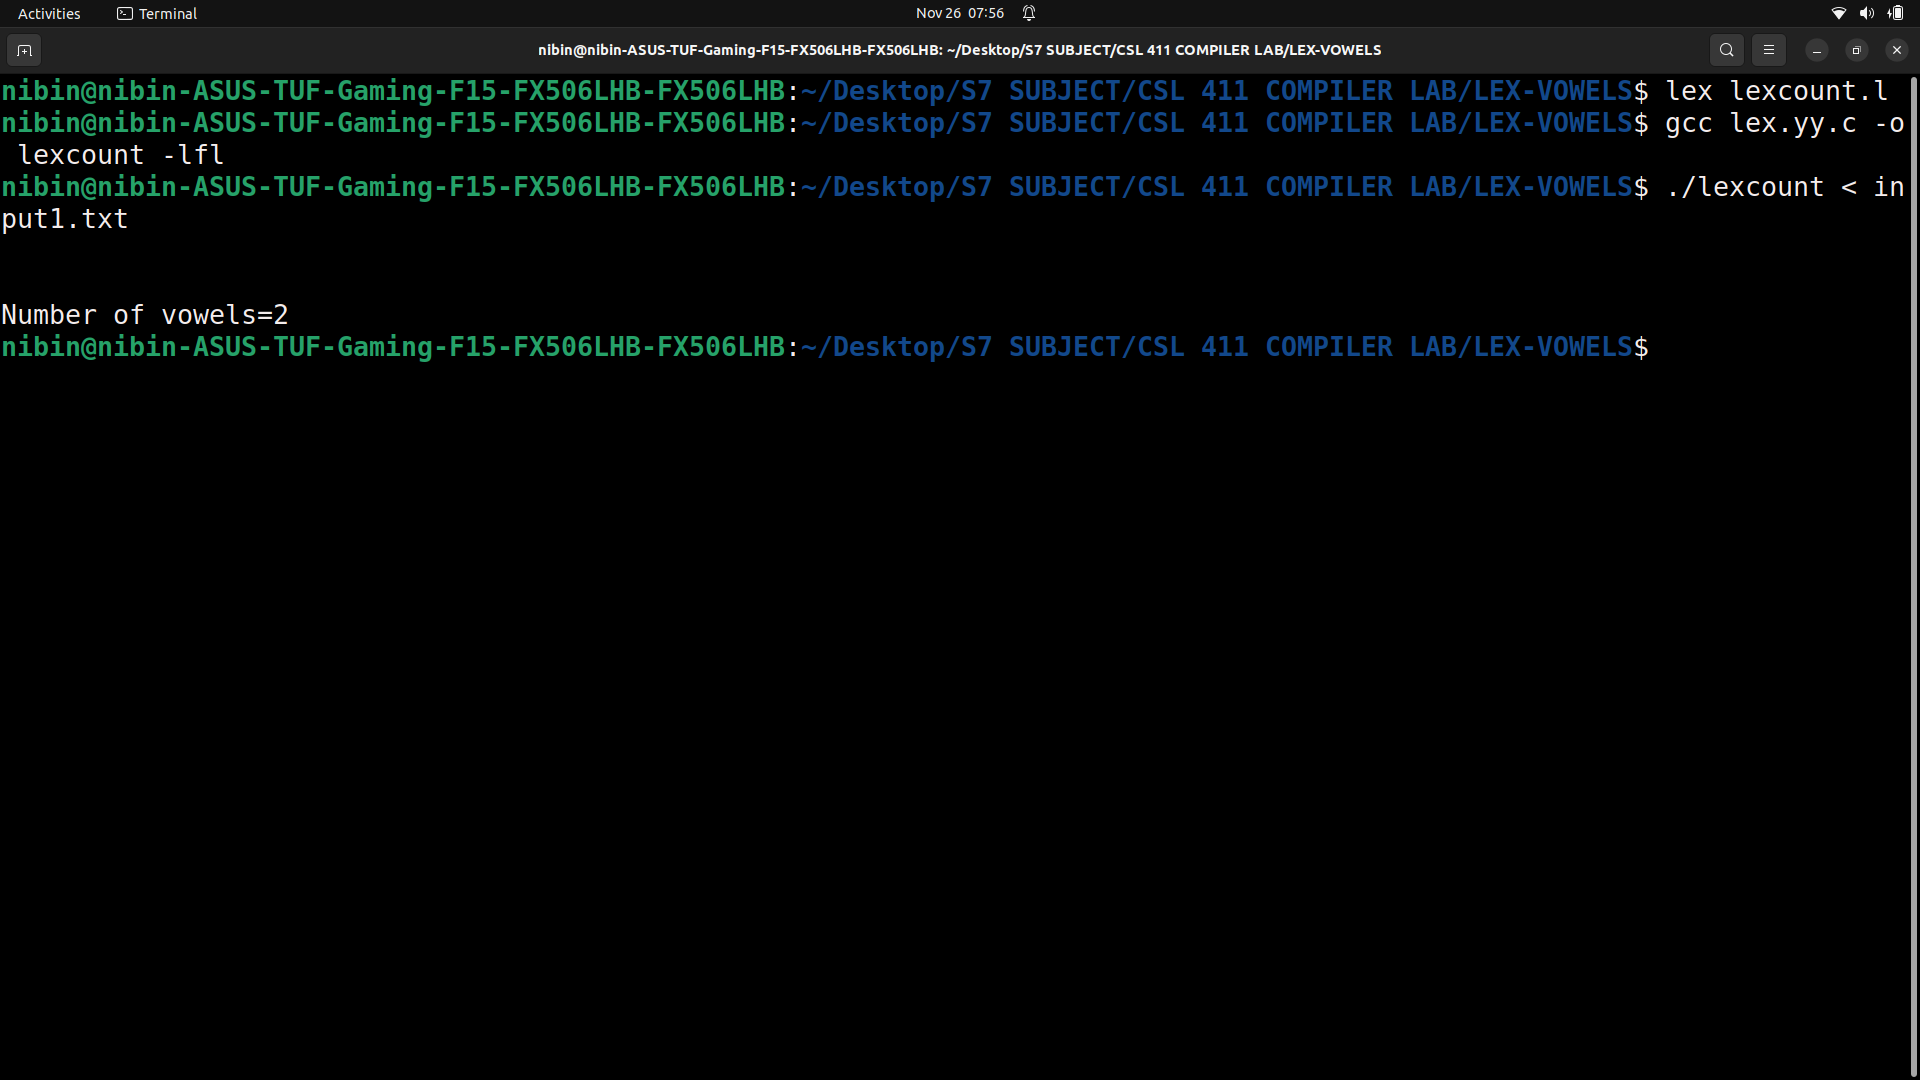 Activities Terminal Nov 26 07:56
nibin@nibin-ASUS-TUF-Gaming-F15-FX506LHB-FX506LHB: ~/Desktop/S7 SUBJECT/CSL 411 COMPILER LAB/LEX-VOWELS
nibin@nibin-ASUS-TUF-Gaming-F15-FX506LHB-FX506LHB:~/Desktop/S7 SUBJECT/CSL 411 COMPILER LAB/LEX-VOWELS$ lex lexcount.l
nibin@nibin-ASUS-TUF-Gaming-F15-FX506LHB-FX506LHB:~/Desktop/S7 SUBJECT/CSL 411 COMPILER LAB/LEX-VOWELS$ gcc lex.yy.c -o
 lexcount -lfl
nibin@nibin-ASUS-TUF-Gaming-F15-FX506LHB-FX506LHB:~/Desktop/S7 SUBJECT/CSL 411 COMPILER LAB/LEX-VOWELS$ ./lexcount < in
put1.txt
Number of vowels=2
nibin@nibin-ASUS-TUF-Gaming-F15-FX506LHB-FX506LHB:~/Desktop/S7 SUBJECT/CSL 411 COMPILER LAB/LEX-VOWELS$